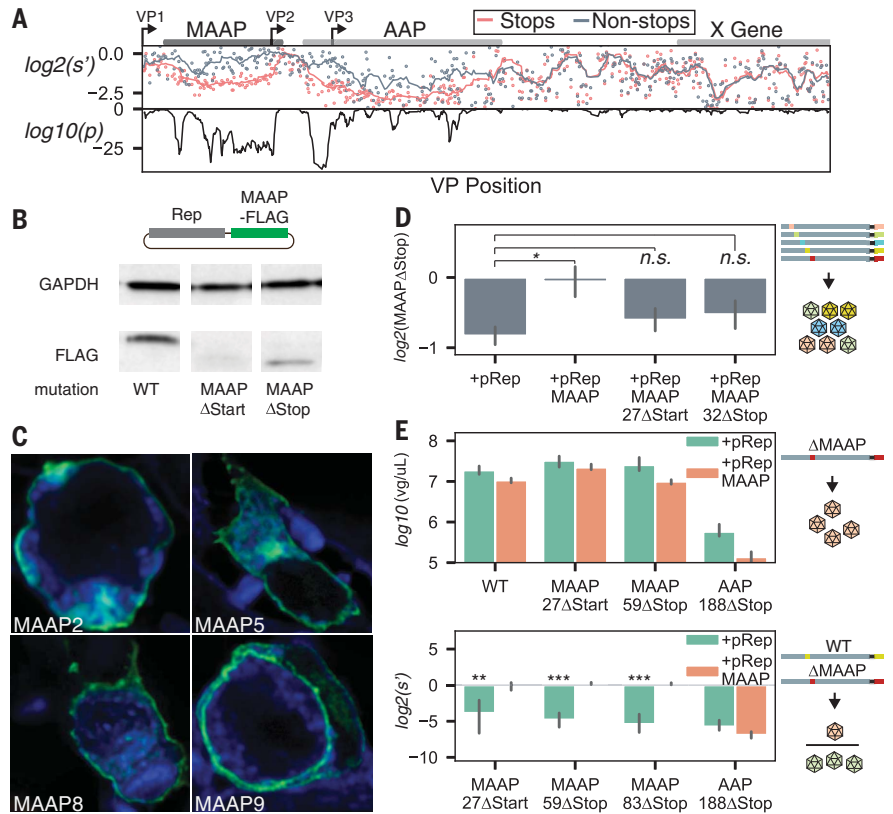 A
VP1
MAAP
VP2
VP3
AAP
Stops
Non-stops
X Gene
log2(s')
0.0
−2.5
log10(p)
0
−25
VP Position
B
Rep
MAAP
-FLAG
GAPDH
FLAG
mutation
WT
MAAP
ΔStart
MAAP
ΔStop
C
MAAP2
MAAP5
MAAP8
MAAP9
D
log2(MAAPΔStop)
0
−1
*
n.s.
n.s.
+pRep
+pRep
MAAP
+pRep
MAAP
27ΔStart
+pRep
MAAP
32ΔStop
E
log10 (vg/uL)
8
7
6
5
+pRep
+pRep
MAAP
WT
MAAP
27ΔStart
MAAP
59ΔStop
AAP
188ΔStop
ΔMAAP
log2(s')
5
0
−5
−10
**
***
***
+pRep
+pRep
MAAP
MAAP
27ΔStart
MAAP
59ΔStop
MAAP
83ΔStop
AAP
188ΔStop
WT
ΔMAAP